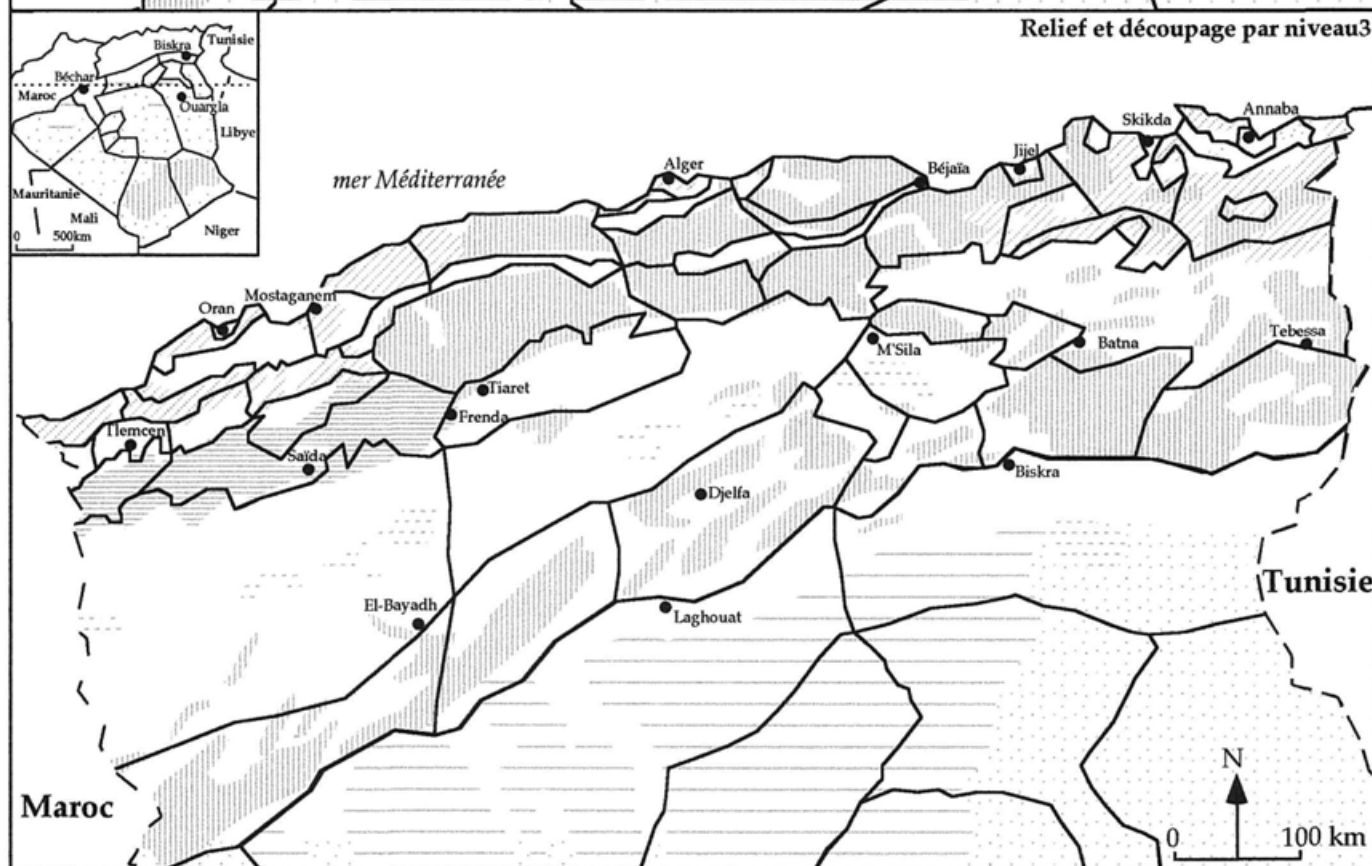 Relief et découpage par niveau3
Biskra
Tunisie
Béchar
Maroc
Ouargla
Libye
Mauritanie
Mali
Niger
0 500km
mer Méditerranée
Alger
Béjaïa
Jijel
Skikda
Annaba
Oran
Mostaganem
M'Sila
Batna
Tebessa
Tiaret
Frenda
Tlemcen
Saïda
Djelfa
Biskra
El-Bayadh
Laghouat
Tunisie
Maroc
N
0 100 km